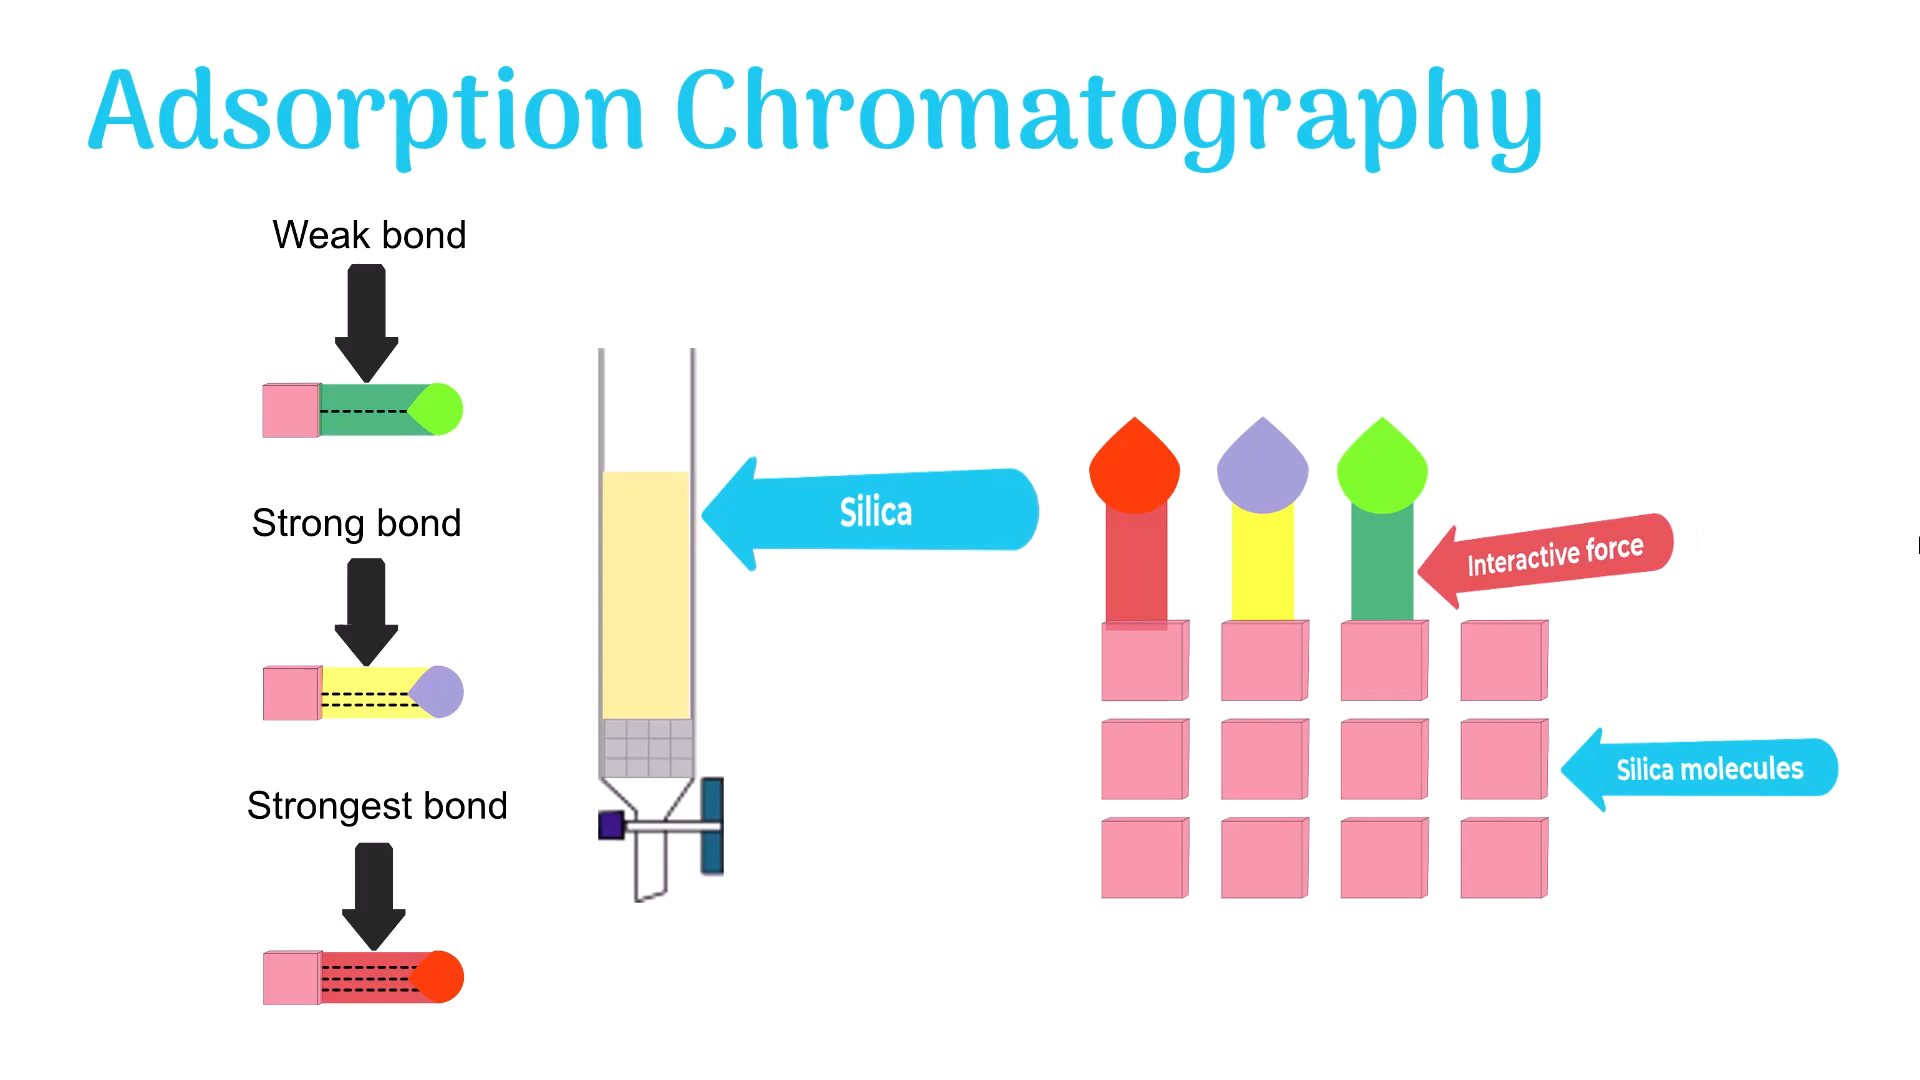 Adsorption Chromatography
Weak bond
Strong bond
Strongest bond
Silica
Interactive force
Silica molecules